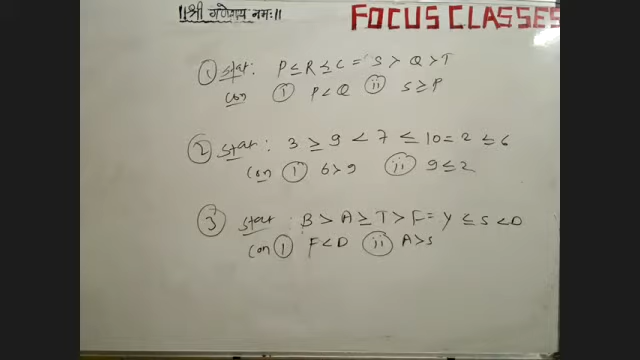 ॥ श्री गणेशाय नमः॥
FOCUS CLASSES
① Stat: P ≤ R ≤ C = S > Q > T
Con ⓘ P < Q ⓘⓘ S ≥ P
② Stat: 3 ≥ 9 < 7 ≤ 10 = 2 ≤ 6
Con ⓘ 6 > 9 ⓘⓘ 9 ≤ 2
③ Stat B > A ≥ T > F = Y ≤ S < D
Con ⓘ F < D ⓘⓘ A > S